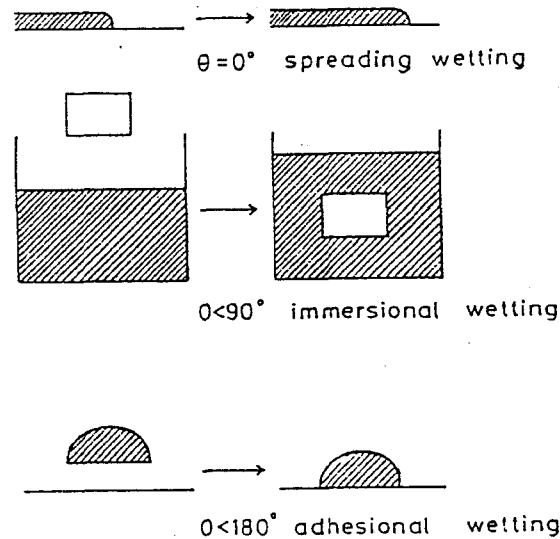 θ=0° spreading wetting
0<90° immersional wetting
0<180° adhesional wetting